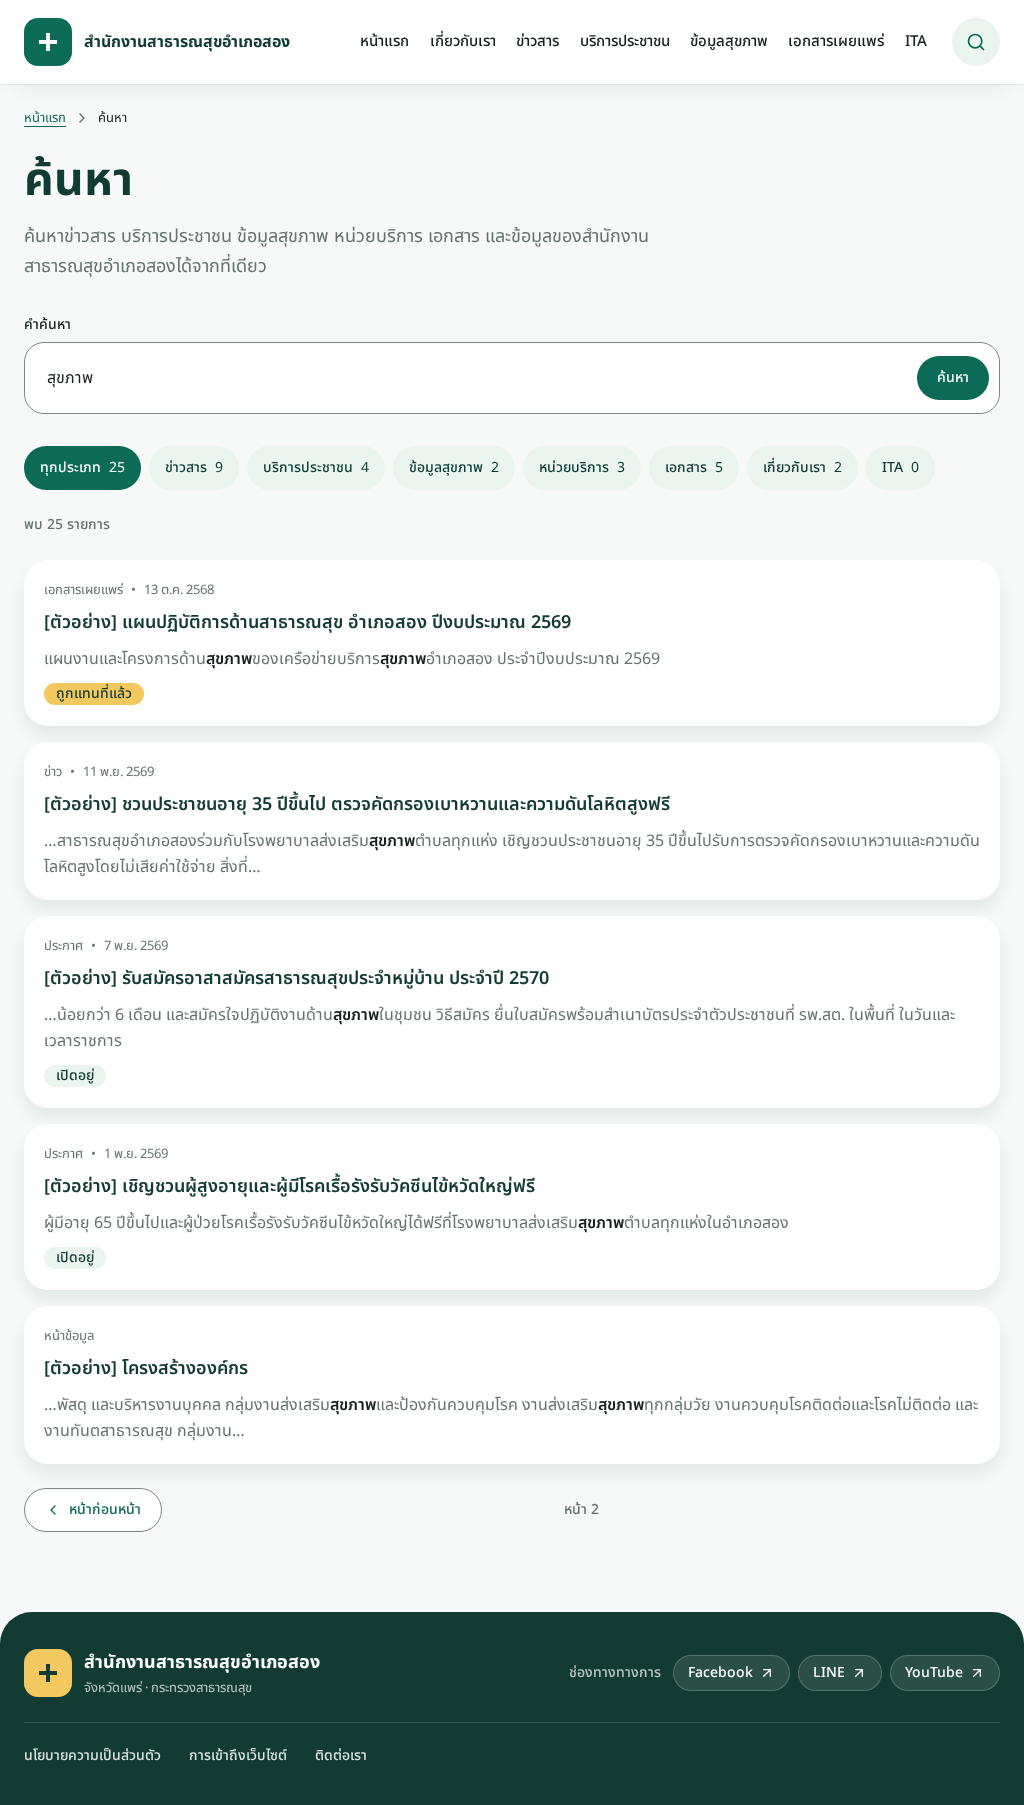 สำนักงานสาธารณสุขอำเภอสอง
หน้าแรก เกี่ยวกับเรา ข่าวสาร บริการประชาชน ข้อมูลสุขภาพ เอกสารเผยแพร่ ITA
หน้าแรก ค้นหา
ค้นหา
ค้นหาข่าวสาร บริการประชาชน ข้อมูลสุขภาพ หน่วยบริการ เอกสาร และข้อมูลของสำนักงาน
สาธารณสุขอำเภอสองได้จากที่เดียว
คำค้นหา
สุขภาพ ค้นหา
ทุกประเภท 25 ข่าวสาร 9 บริการประชาชน 4 ข้อมูลสุขภาพ 2 หน่วยบริการ 3 เอกสาร 5 เกี่ยวกับเรา 2 ITA 0
พบ 25 รายการ
เอกสารเผยแพร่ • 13 ต.ค. 2568
[ตัวอย่าง] แผนปฏิบัติการด้านสาธารณสุข อำเภอสอง ปีงบประมาณ 2569
แผนงานและโครงการด้านสุขภาพของเครือข่ายบริการสุขภาพอำเภอสอง ประจำปีงบประมาณ 2569
ถูกแทนที่แล้ว
ข่าว • 11 พ.ย. 2569
[ตัวอย่าง] ชวนประชาชนอายุ 35 ปีขึ้นไป ตรวจคัดกรองเบาหวานและความดันโลหิตสูงฟรี
…สาธารณสุขอำเภอสองร่วมกับโรงพยาบาลส่งเสริมสุขภาพตำบลทุกแห่ง เชิญชวนประชาชนอายุ 35 ปีขึ้นไปรับการตรวจคัดกรองเบาหวานและความดัน
โลหิตสูงโดยไม่เสียค่าใช้จ่าย สิ่งที่…
ประกาศ • 7 พ.ย. 2569
[ตัวอย่าง] รับสมัครอาสาสมัครสาธารณสุขประจำหมู่บ้าน ประจำปี 2570
…น้อยกว่า 6 เดือน และสมัครใจปฏิบัติงานด้านสุขภาพในชุมชน วิธีสมัคร ยื่นใบสมัครพร้อมสำเนาบัตรประจำตัวประชาชนที่ รพ.สต. ในพื้นที่ ในวันและ
เวลาราชการ
เปิดอยู่
ประกาศ • 1 พ.ย. 2569
[ตัวอย่าง] เชิญชวนผู้สูงอายุและผู้มีโรคเรื้อรังรับวัคซีนไข้หวัดใหญ่ฟรี
ผู้มีอายุ 65 ปีขึ้นไปและผู้ป่วยโรคเรื้อรังรับวัคซีนไข้หวัดใหญ่ได้ฟรีที่โรงพยาบาลส่งเสริมสุขภาพตำบลทุกแห่งในอำเภอสอง
เปิดอยู่
หน้าข้อมูล
[ตัวอย่าง] โครงสร้างองค์กร
…พัสดุ และบริหารงานบุคคล กลุ่มงานส่งเสริมสุขภาพและป้องกันควบคุมโรค งานส่งเสริมสุขภาพทุกกลุ่มวัย งานควบคุมโรคติดต่อและโรคไม่ติดต่อ และ
งานทันตสาธารณสุข กลุ่มงาน…
หน้าก่อนหน้า หน้า 2
สำนักงานสาธารณสุขอำเภอสอง
จังหวัดแพร่ · กระทรวงสาธารณสุข
ช่องทางทางการ Facebook LINE YouTube
นโยบายความเป็นส่วนตัว การเข้าถึงเว็บไซต์ ติดต่อเรา